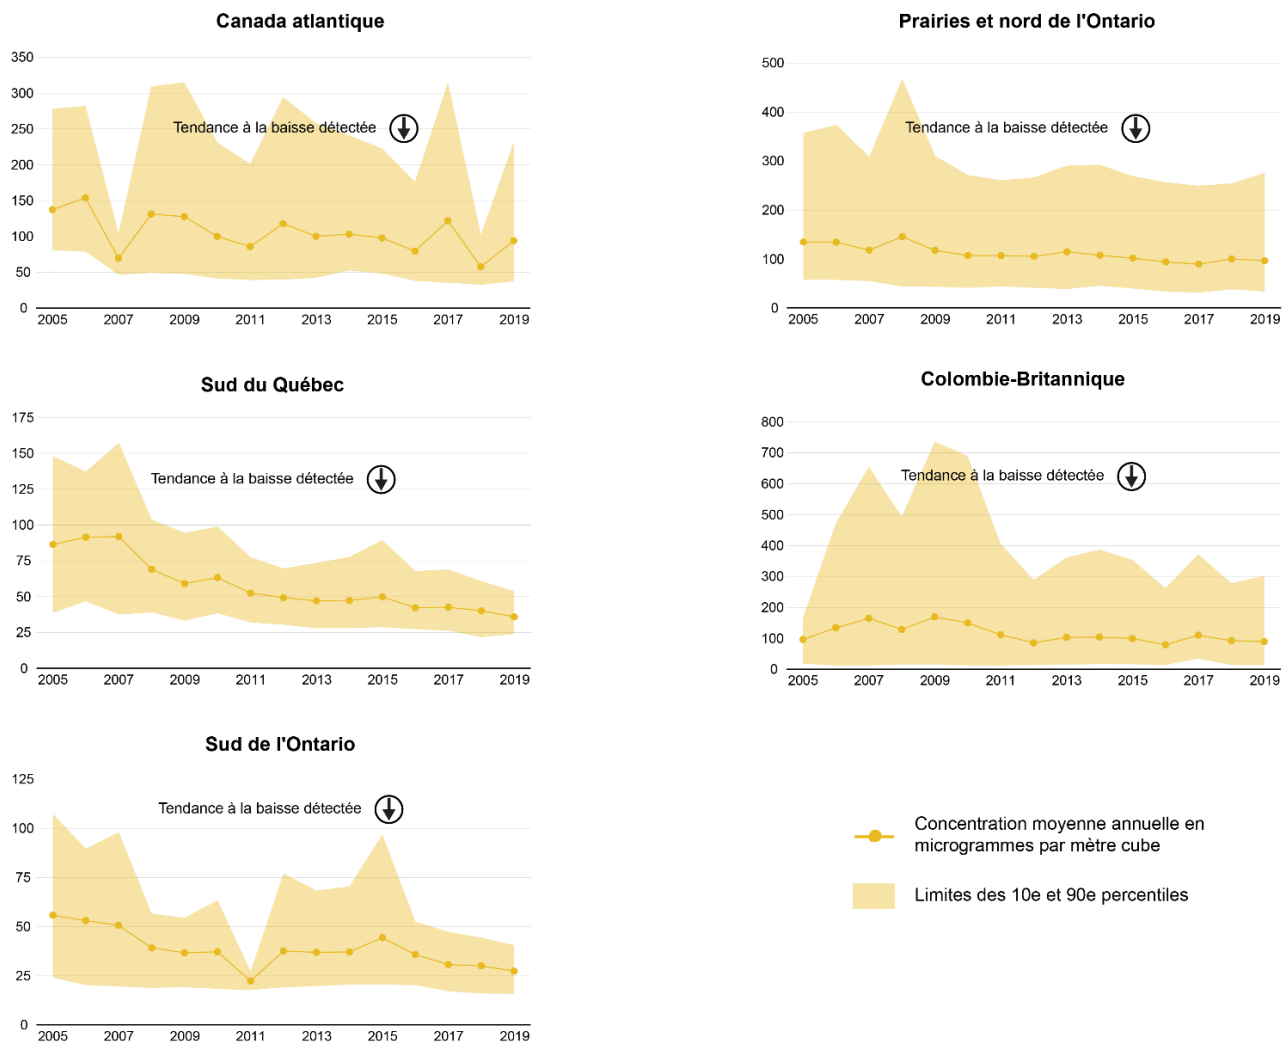 Canada atlantique
350
300
250
200
150
100
50
0
Tendance à la baisse détectée
2005 2007 2009 2011 2013 2015 2017 2019
Prairies et nord de l'Ontario
500
400
300
200
100
0
Tendance à la baisse détectée
2005 2007 2009 2011 2013 2015 2017 2019
Sud du Québec
175
150
125
100
75
50
25
0
Tendance à la baisse détectée
2005 2007 2009 2011 2013 2015 2017 2019
Colombie-Britannique
800
700
600
500
400
300
200
100
0
Tendance à la baisse détectée
2005 2007 2009 2011 2013 2015 2017 2019
Sud de l'Ontario
125
100
75
50
25
0
Tendance à la baisse détectée
2005 2007 2009 2011 2013 2015 2017 2019
Concentration moyenne annuelle en
microgrammes par mètre cube
Limites des 10e et 90e percentiles